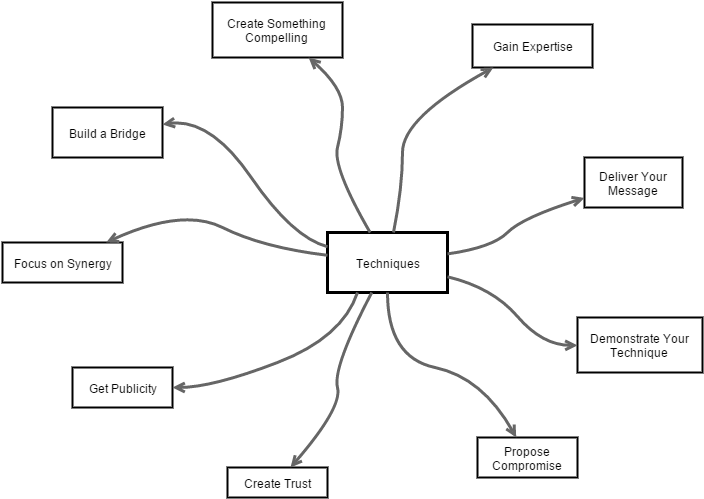 Create Something
Compelling
Gain Expertise
Build a Bridge
Deliver Your
Message
Focus on Synergy
Techniques
Demonstrate Your
Technique
Get Publicity
Propose
Compromise
Create Trust